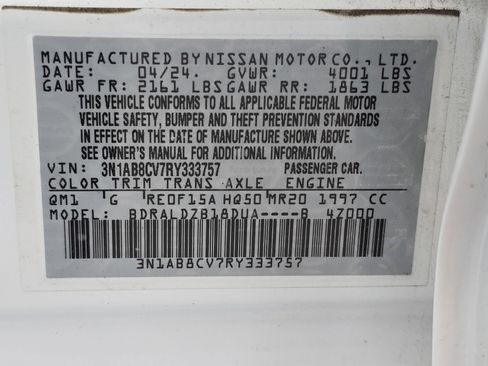 MANUFACTURED BY NISSAN MOTOR CO., LTD.
DATE: 04/24. GVWR: 4001 LBS
GAWR FR: 2161 LBS GAWR RR: 1863 LBS
THIS VEHICLE CONFORMS TO ALL APPLICABLE FEDERAL MOTOR
VEHICLE SAFETY, BUMPER AND THEFT PREVENTION STANDARDS
IN EFFECT ON THE DATE OF MANUFACTURE SHOWN ABOVE.
SEE OWNER'S MANUAL FOR ADDITIONAL INFORMATION.
VIN: 3N1AB8CV7RY333757 PASSENGER CAR.
COLOR TRIM TRANS AXLE ENGINE
QM1 G RE0F15A HQ50 MR20 1997 CC
MODEL: BDRALDZB18DUA----B 4Z000
3N1AB8CV7RY333757